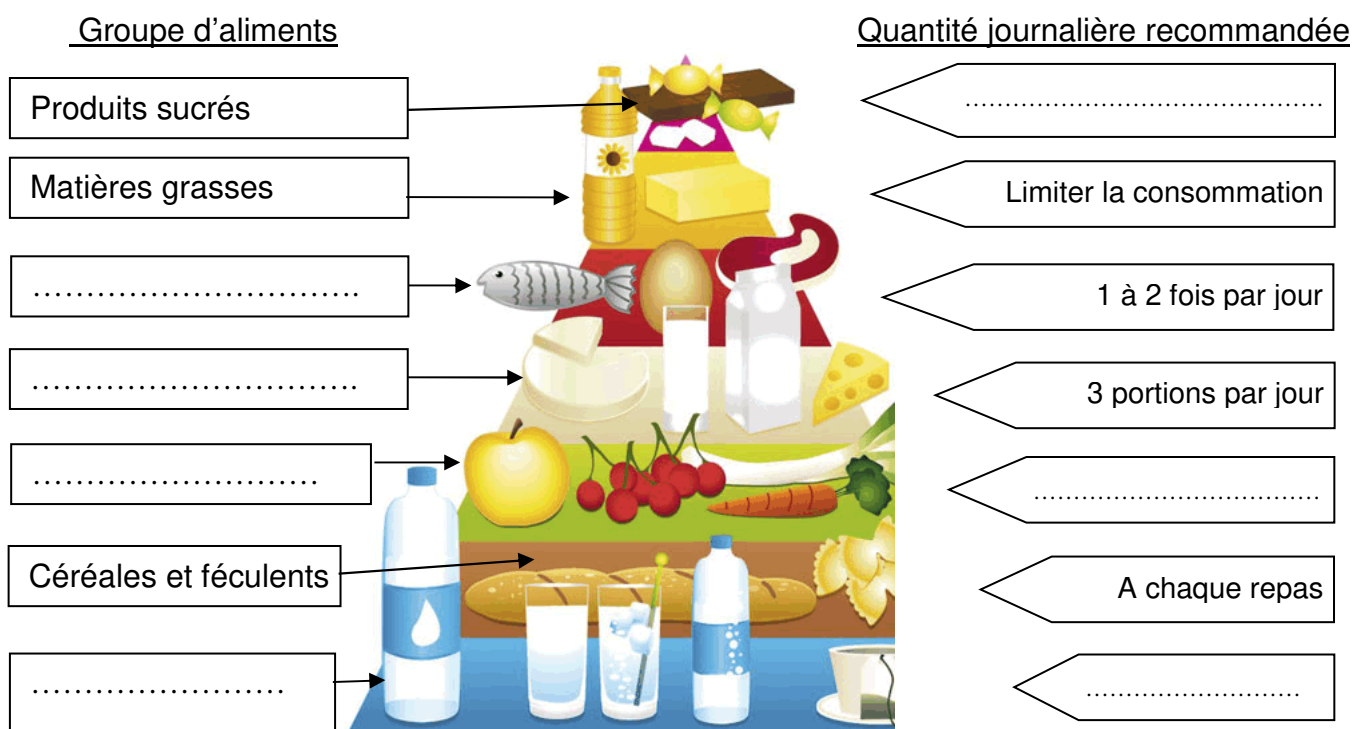 Groupe d’aliments
Quantité journalière recommandée
Produits sucrés
……………………………………
Matières grasses
Limiter la consommation
………………………….
1 à 2 fois par jour
………………………….
3 portions par jour
………………………
……………………………
Céréales et féculents
A chaque repas
……………………
………………………